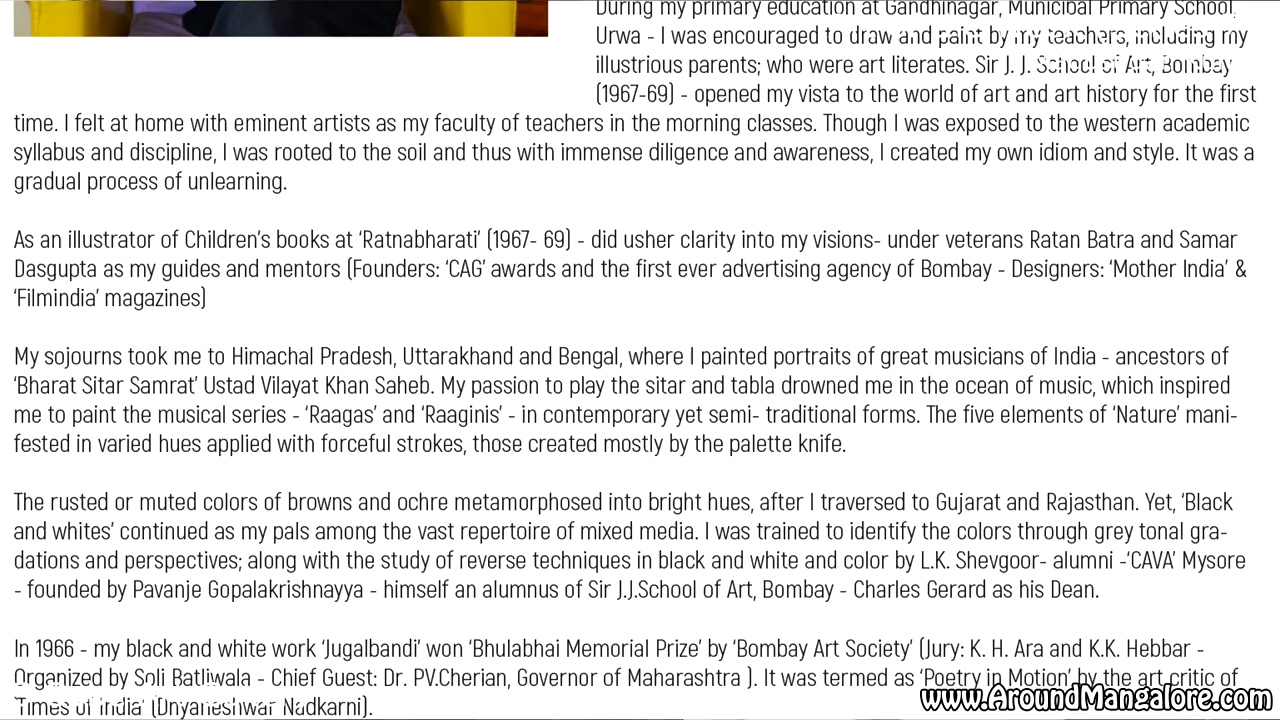 During my primary education at Gandhinagar, Municibal Primary School,
Urwa - I was encouraged to draw and paint by my teachers, including my
illustrious parents; who were art literates. Sir J. J. School of Art, Bombay
(1967-69) - opened my vista to the world of art and art history for the first
time. I felt at home with eminent artists as my faculty of teachers in the morning classes. Though I was exposed to the western academic
syllabus and discipline, I was rooted to the soil and thus with immense diligence and awareness, I created my own idiom and style. It was a
gradual process of unlearning.
As an illustrator of Children's books at ‘Ratnabharati’ (1967- 69) - did usher clarity into my visions- under veterans Ratan Batra and Samar
Dasgupta as my guides and mentors (Founders: ‘CAG’ awards and the first ever advertising agency of Bombay - Designers: ‘Mother India’ &
‘Filmindia’ magazines)
My sojourns took me to Himachal Pradesh, Uttarakhand and Bengal, where I painted portraits of great musicians of India - ancestors of
‘Bharat Sitar Samrat’ Ustad Vilayat Khan Saheb. My passion to play the sitar and tabla drowned me in the ocean of music, which inspired
me to paint the musical series - ‘Raagas’ and ‘Raaginis’ - in contemporary yet semi- traditional forms. The five elements of ‘Nature’ mani-
fested in varied hues applied with forceful strokes, those created mostly by the palette knife.
The rusted or muted colors of browns and ochre metamorphosed into bright hues, after I traversed to Gujarat and Rajasthan. Yet, ‘Black
and whites’ continued as my pals among the vast repertoire of mixed media. I was trained to identify the colors through grey tonal gra-
dations and perspectives; along with the study of reverse techniques in black and white and color by L.K. Shevgoor- alumni -‘CAVA’ Mysore
- founded by Pavanje Gopalakrishnayya - himself an alumnus of Sir J.J.School of Art, Bombay - Charles Gerard as his Dean.
In 1966 - my black and white work ‘Jugalbandi’ won ‘Bhulabhai Memorial Prize’ by ‘Bombay Art Society’ (Jury: K. H. Ara and K.K. Hebbar -
Organized by Soli Batliwala - Chief Guest: Dr. PV.Cherian, Governor of Maharashtra ). It was termed as ‘Poetry in Motion’ by the art critic of
‘Times of India’ (Dnyaneshwar Nadkarni).
www.AroundMangalore.com